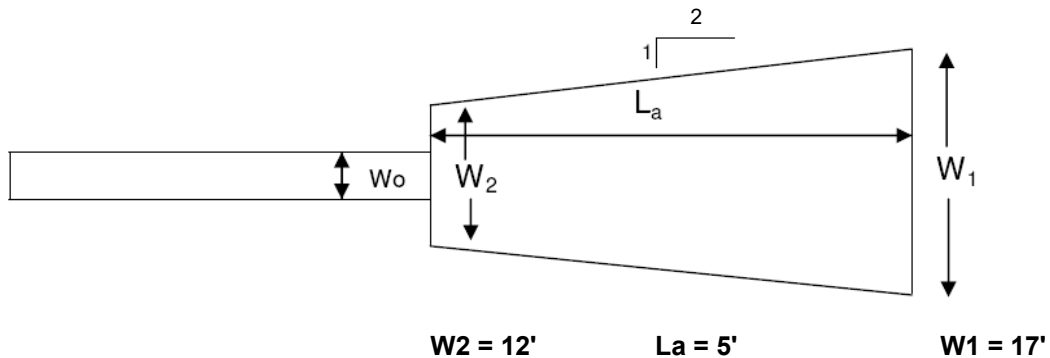 2
1
La
Wo
W2
W1
W2 = 12'
La = 5'
W1 = 17'